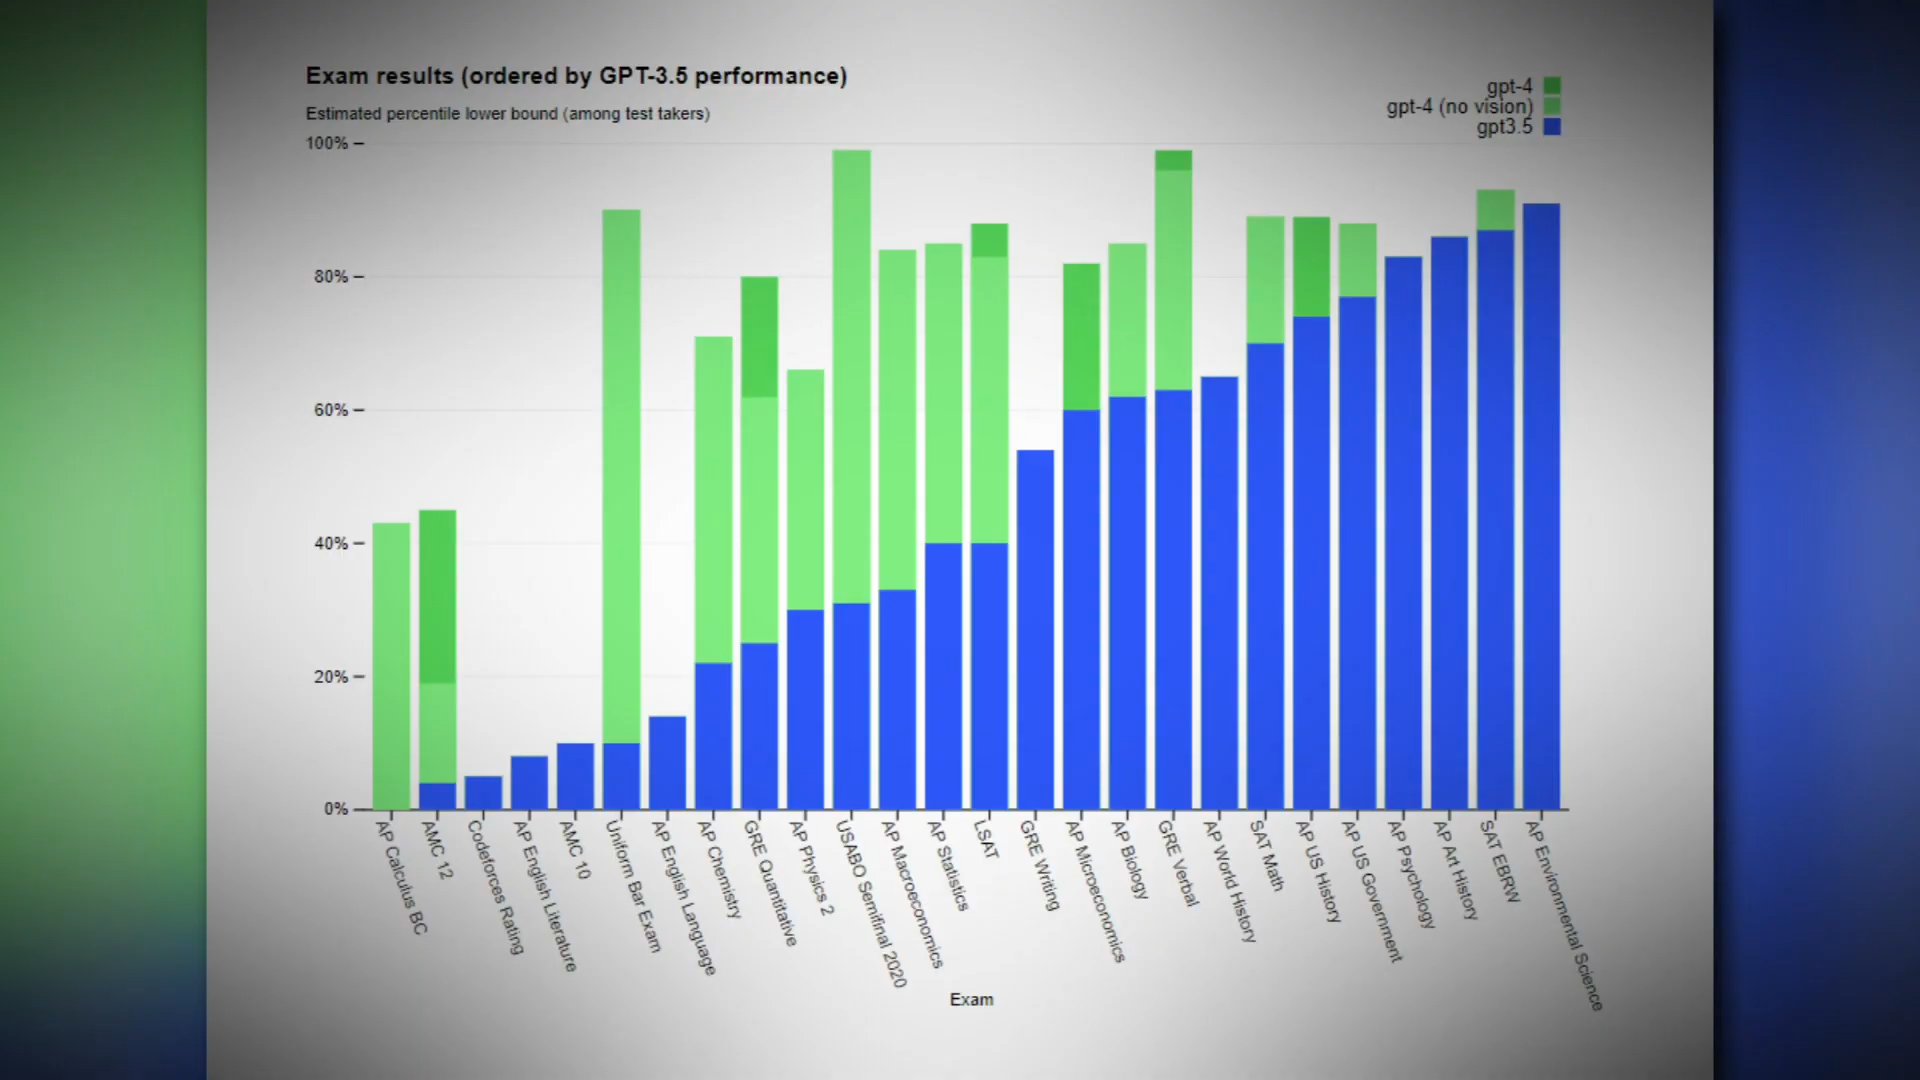 Exam results (ordered by GPT-3.5 performance)
Estimated percentile lower bound (among test takers)
gpt-4
gpt-4 (no vision)
gpt3.5
100%
80%
60%
40%
20%
0%
AP Calculus BC
AMC 12
Codeforces Rating
AP English Literature
AMC 10
Uniform Bar Exam
AP English Language
AP Chemistry
GRE Quantitative
AP Physics 2
USABO Semifinal 2020
AP Macroeconomics
AP Statistics
LSAT
GRE Writing
AP Microeconomics
AP Biology
GRE Verbal
AP World History
SAT Math
AP US History
AP US Government
AP Psychology
AP Art History
SAT EBRW
AP Environmental Science
Exam